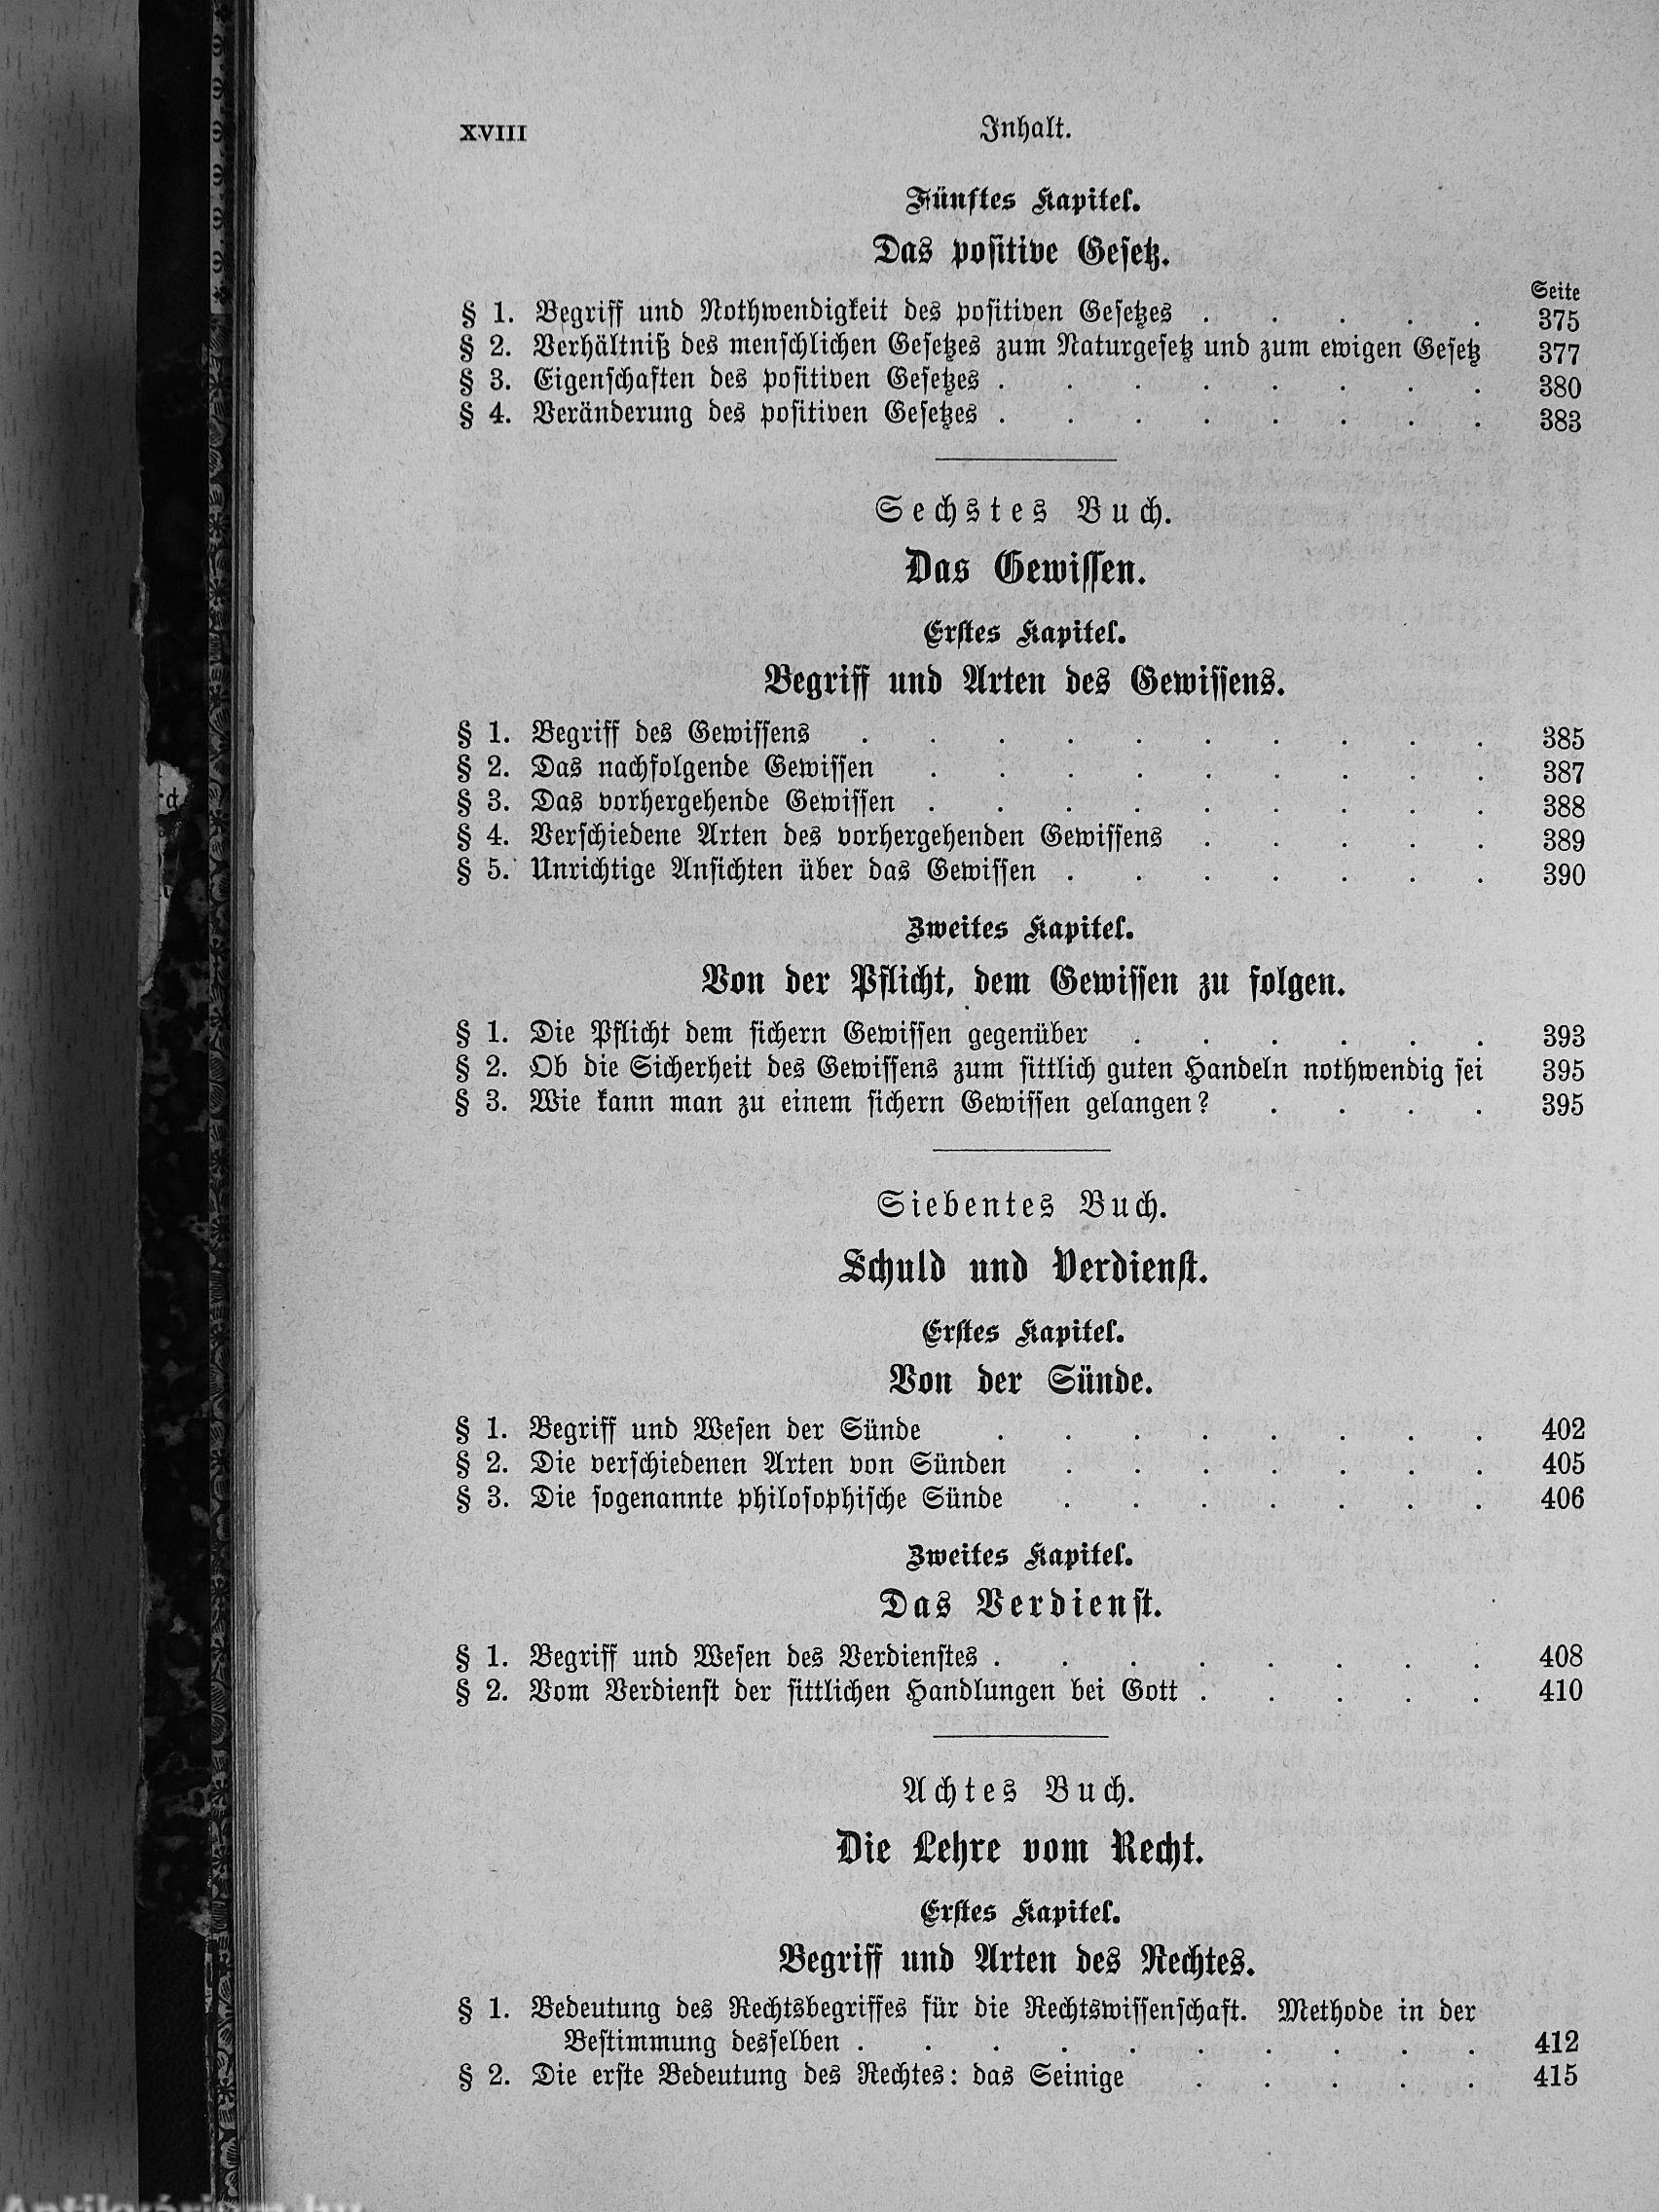 XVIII Inhalt.
Fünftes Kapitel.
Das positive Gesetz.
Seite
§ 1. Begriff und Nothwendigkeit des positiven Gesetzes . . . . . 375
§ 2. Verhältniß des menschlichen Gesetzes zum Naturgesetz und zum ewigen Gesetz 377
§ 3. Eigenschaften des positiven Gesetzes . . . . . . . . 380
§ 4. Veränderung des positiven Gesetzes . . . . . . . . 383
Sechstes Buch.
Das Gewissen.
Erstes Kapitel.
Begriff und Arten des Gewissens.
§ 1. Begriff des Gewissens . . . . . . . . . . 385
§ 2. Das nachfolgende Gewissen . . . . . . . . . 387
§ 3. Das vorhergehende Gewissen . . . . . . . . . 388
§ 4. Verschiedene Arten des vorhergehenden Gewissens . . . . . 389
§ 5. Unrichtige Ansichten über das Gewissen . . . . . . . 390
Zweites Kapitel.
Von der Pflicht, dem Gewissen zu folgen.
§ 1. Die Pflicht dem sichern Gewissen gegenüber . . . . . . 393
§ 2. Ob die Sicherheit des Gewissens zum sittlich guten Handeln nothwendig sei 395
§ 3. Wie kann man zu einem sichern Gewissen gelangen? . . . . 395
Siebentes Buch.
Schuld und Verdienst.
Erstes Kapitel.
Von der Sünde.
§ 1. Begriff und Wesen der Sünde . . . . . . . . 402
§ 2. Die verschiedenen Arten von Sünden . . . . . . . 405
§ 3. Die sogenannte philosophische Sünde . . . . . . . 406
Zweites Kapitel.
Das Verdienst.
§ 1. Begriff und Wesen des Verdienstes . . . . . . . . 408
§ 2. Vom Verdienst der sittlichen Handlungen bei Gott . . . . . 410
Achtes Buch.
Die Lehre vom Recht.
Erstes Kapitel.
Begriff und Arten des Rechtes.
§ 1. Bedeutung des Rechtsbegriffes für die Rechtswissenschaft. Methode in der
Bestimmung desselben . . . . . . . . . . 412
§ 2. Die erste Bedeutung des Rechtes: das Seinige . . . . . 415